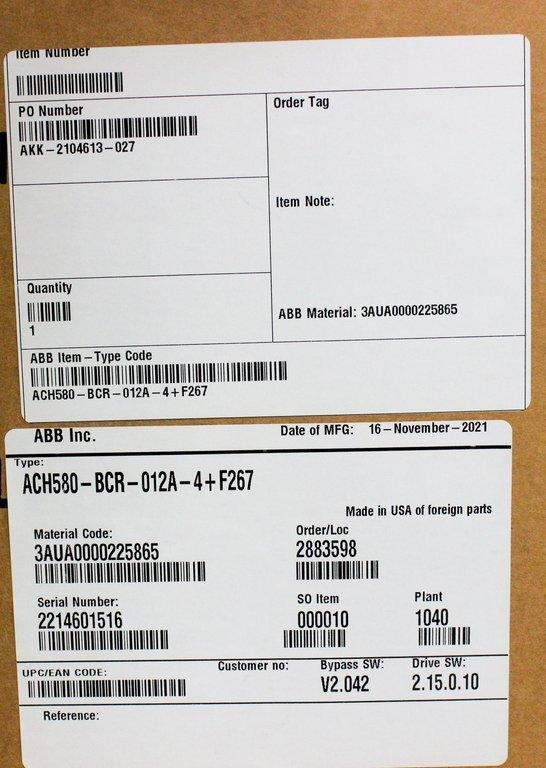 Item Number
PO Number
AKK-2104613-027
Order Tag
Item Note:
Quantity
1
ABB Material: 3AUA0000225865
ABB Item-Type Code
ACH580-BCR-012A-4+F267
ABB Inc.
Date of MFG: 16-November-2021
Type:
ACH580-BCR-012A-4+F267
Made in USA of foreign parts
Material Code:
3AUA0000225865
Order/Loc
2883598
Serial Number:
2214601516
SO Item
000010
Plant
1040
UPC/EAN CODE:
Customer no:
Bypass SW:
V2.042
Drive SW:
2.15.0.10
Reference: